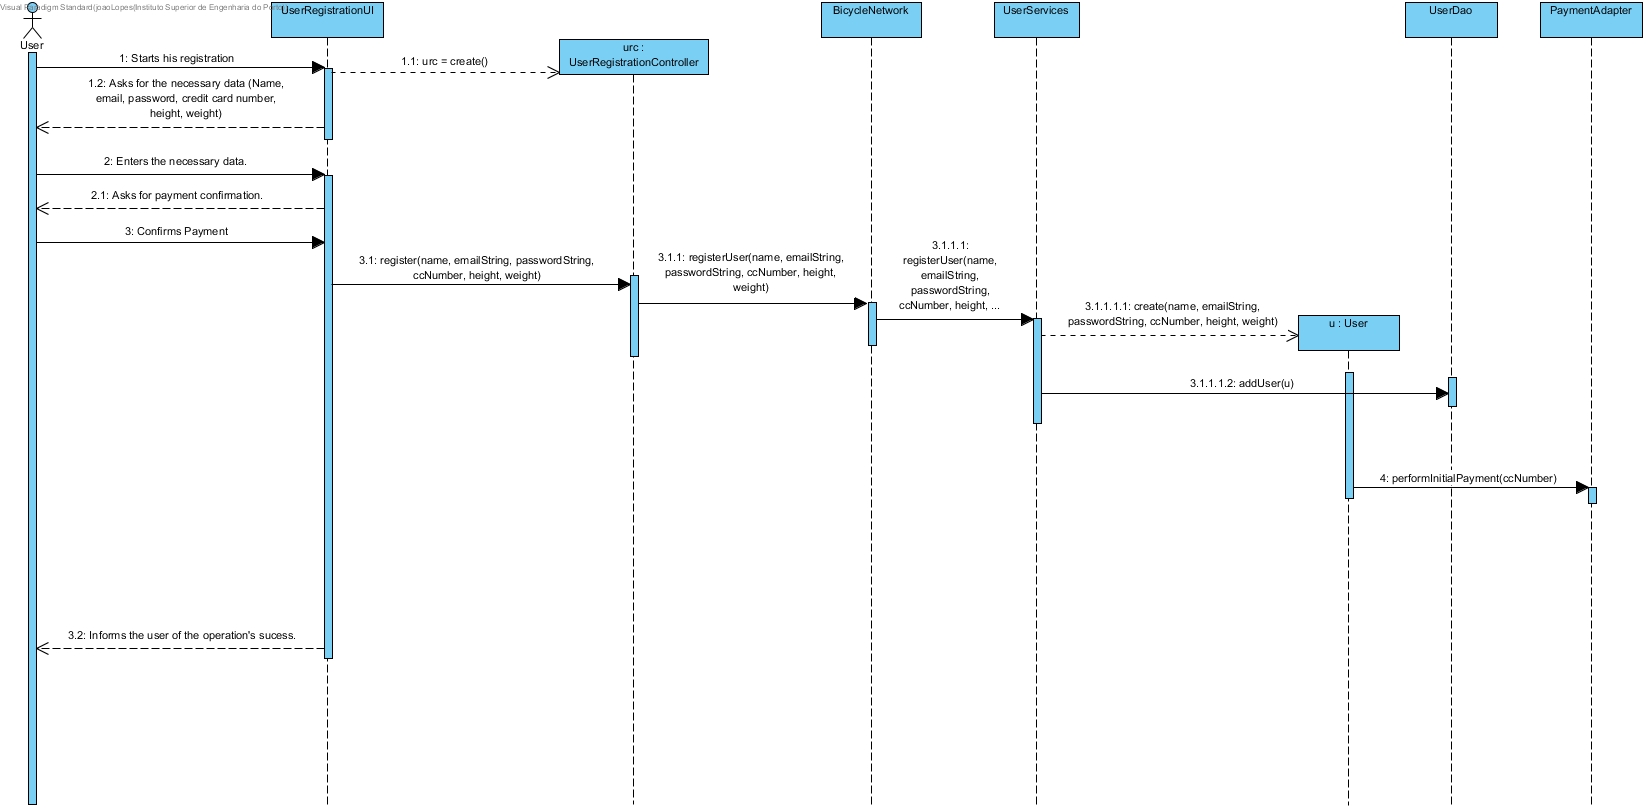 Visual Paradigm Standard(joaoLopes(Instituto Superior de Engenharia do Por
User
UserRegistrationUI
urc :
UserRegistrationController
BicycleNetwork
UserServices
UserDao
PaymentAdapter
1: Starts his registration
1.1: urc = create()
1.2: Asks for the necessary data (Name,
email, password, credit card number,
height, weight)
2: Enters the necessary data.
2.1: Asks for payment confirmation.
3: Confirms Payment
3.1: register(name, emailString, passwordString,
ccNumber, height, weight)
3.1.1: registerUser(name, emailString,
passwordString, ccNumber, height,
weight)
3.1.1.1:
registerUser(name,
emailString,
passwordString,
ccNumber, height, ...
3.1.1.1.1: create(name, emailString,
passwordString, ccNumber, height, weight)
u : User
3.1.1.1.2: addUser(u)
4: performInitialPayment(ccNumber)
3.2: Informs the user of the operation's sucess.